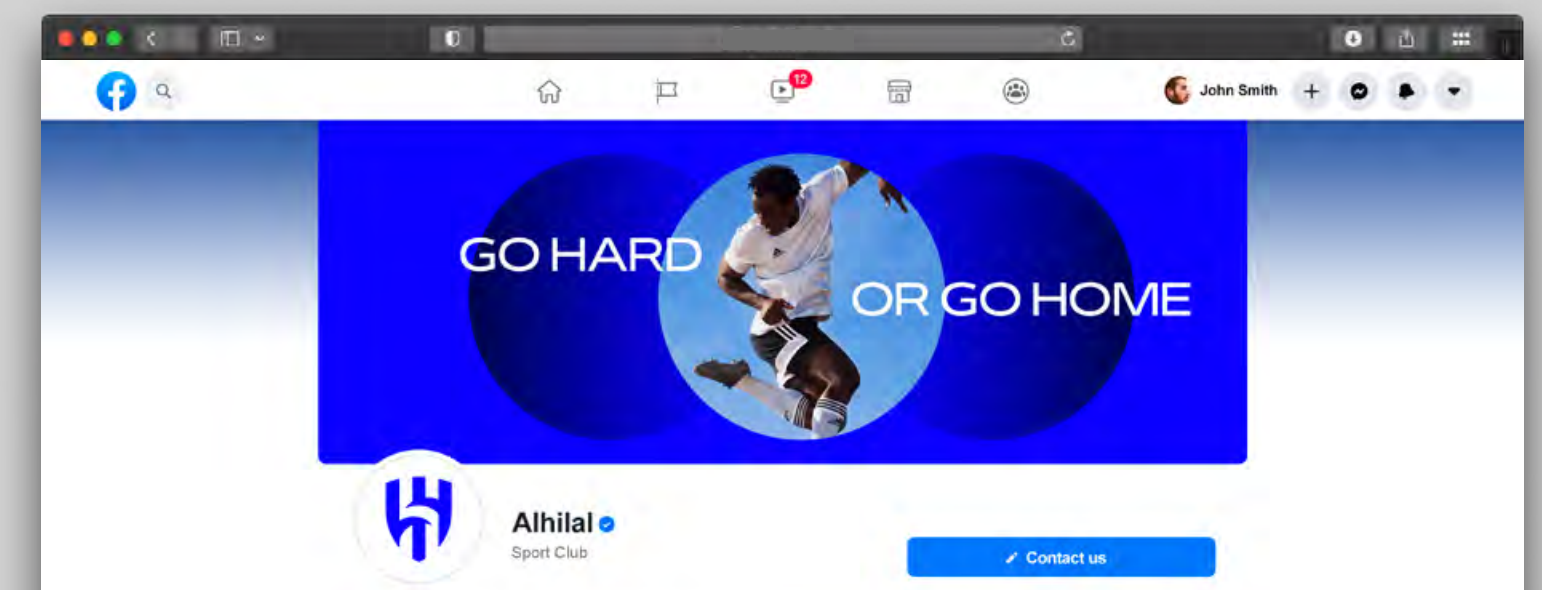 12
John Smith
GO HARD
OR GO HOME
Alhilal
Sport Club
Contact us